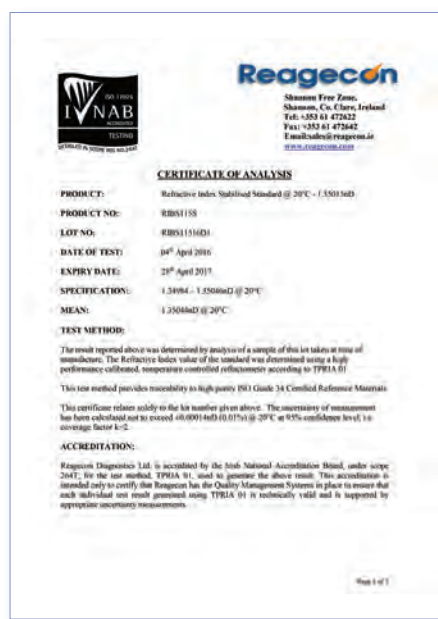 ISO 17025
INAB
ACCREDITED
TESTING
DETAILED IN SCOPE REG NO.264T
Reagecon
Shannon Free Zone,
Shannon, Co. Clare, Ireland
Tel: +353 61 472622
Fax: +353 61 472642
Email:sales@reagecon.ie
www.reagecon.com
CERTIFICATE OF ANALYSIS
PRODUCT: Refractive Index Stabilised Standard @ 20°C -
PRODUCT NO: RIBS115S
LOT NO:
DATE OF TEST: 04th April 2016
EXPIRY DATE: 28th April 2017
SPECIFICATION: @ 20°C
MEAN: @ 20°C
TEST METHOD:
The result reported above was determined by analysis of a sample of this lot taken at time of
manufacture. The Refractive Index value of the standard was determined using a high
performance calibrated, temperature controlled refractometer according to TPRIA 01
This test method provides traceability to high purity ISO Guide 34 Certified Reference Materials
This certificate relates solely to the lot number given above. The uncertainty of measurement
has been calculated not to exceed ±0.00014nD (0.01%) @ 20°C at 95% confidence level, i.e
coverage factor k=2.
ACCREDITATION:
Reagecon Diagnostics Ltd. is accredited by the Irish National Accreditation Board, under scope
264T, for the test method, TPRIA 01, used to generate the above result. This accreditation is
intended only to certify that Reagecon has the Quality Management Systems in place to ensure that
each individual test result generated using TPRIA 01 is technically valid and is supported by
appropriate uncertainty measurements.
Page 1 of 1